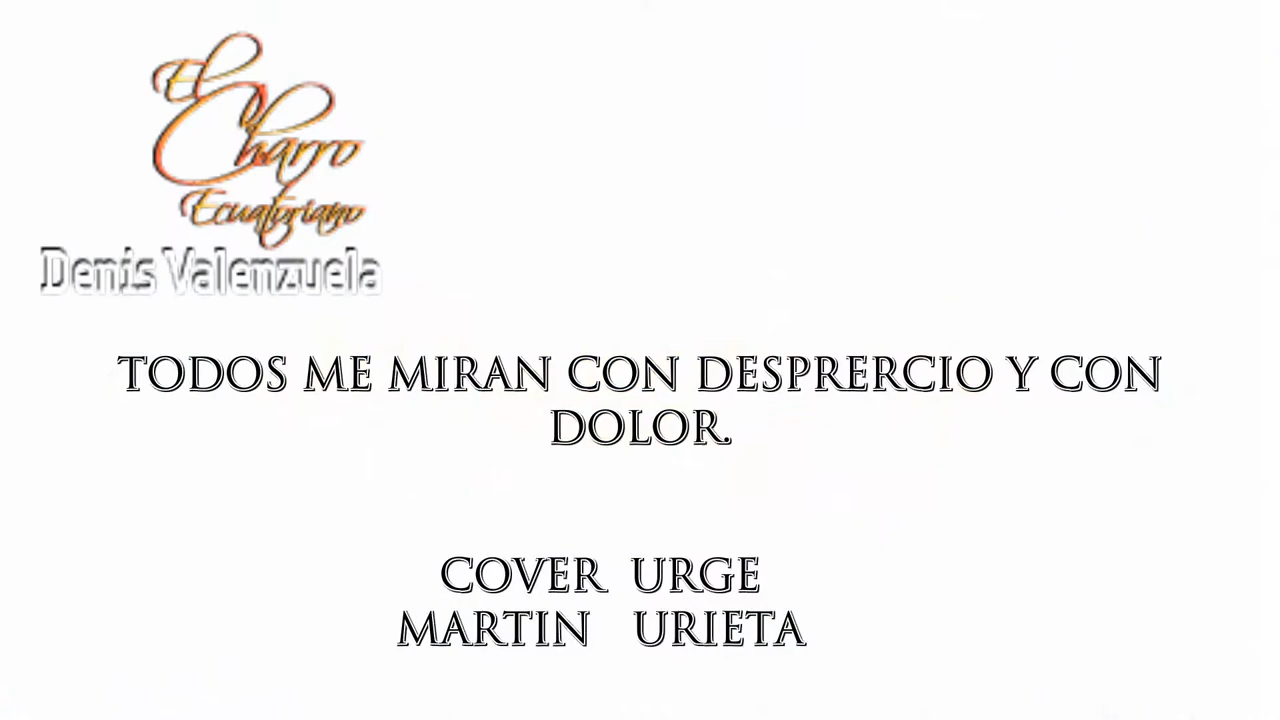 El
Charro
Ecuatoriano
Denis Valenzuela
TODOS ME MIRAN CON DESPRERCIO Y CON
DOLOR.
COVER URGE
MARTIN URIETA